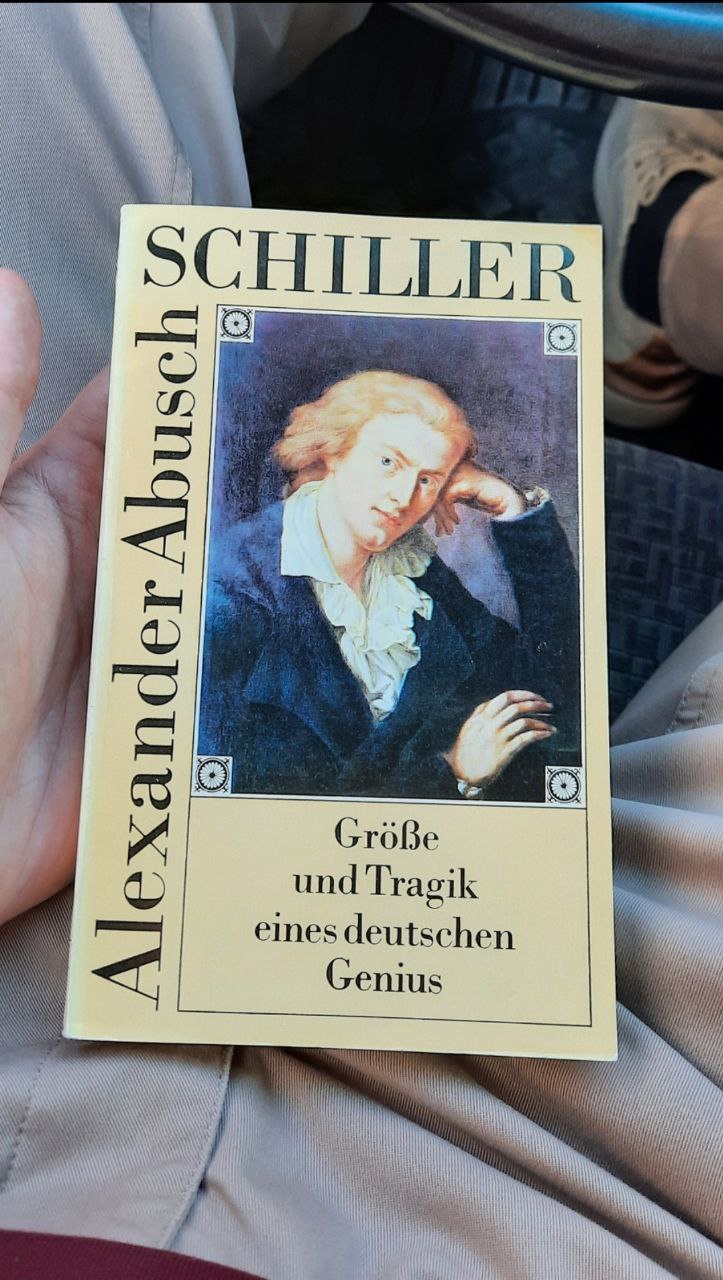 SCHILLER
Alexander Abusch
Größe
und Tragik
eines deutschen
Genius